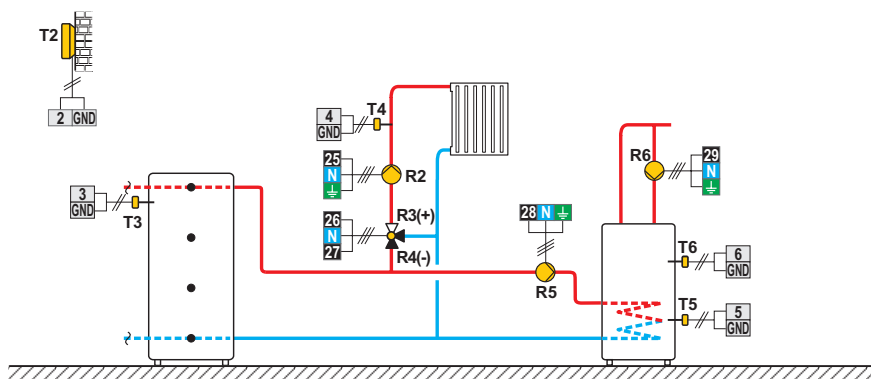 T2
2 GND
4
GND
T4
25
N
R2
R6
29
N
3
GND
T3
26
N
27
R3(+)
R4(-)
28 N
R5
T6
6
GND
T5
5
GND